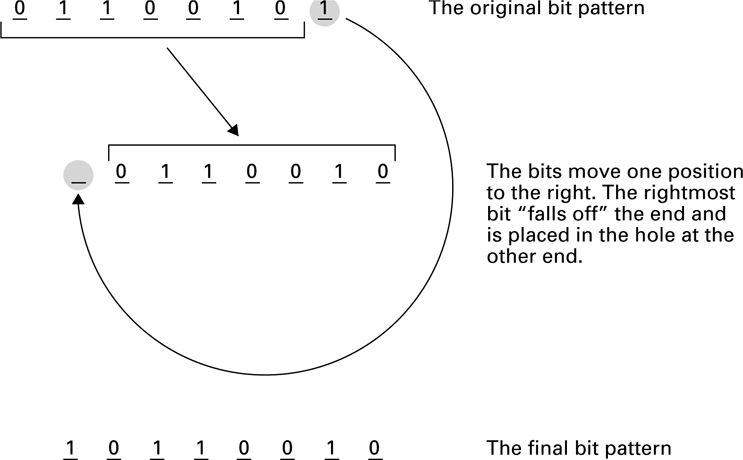 0 1 1 0 0 1 0 1 The original bit pattern
_ 0 1 1 0 0 1 0 The bits move one position
to the right. The rightmost
bit “falls off” the end and
is placed in the hole at the
other end.
1 0 1 1 0 0 1 0 The final bit pattern